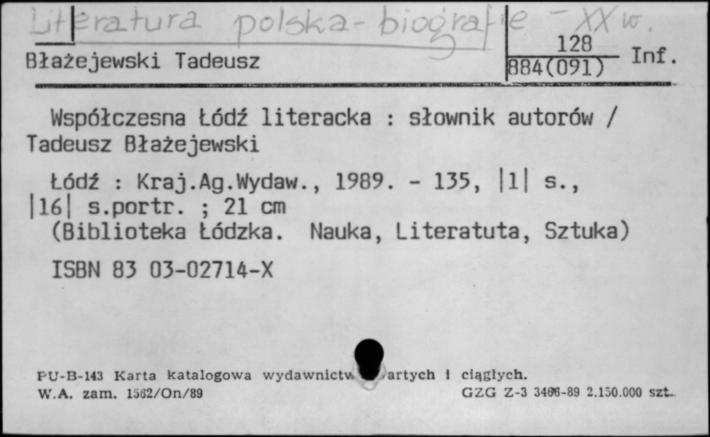 Literatura polska - biografie - XX w.
128
Błażejewski Tadeusz
884(091) Inf.
Współczesna Łódź literacka : słownik autorów /
Tadeusz Błażejewski
Łódź : Kraj.Ag.Wydaw., 1989. - 135, |1| s.,
|16| s.portr. ; 21 cm
(Biblioteka Łódzka. Nauka, Literatuta, Sztuka)
ISBN 83 03-02714-X
PU-B-143 Karta katalogowa wydawnictw artych i ciągłych.
W.A. zam. 1562/On/89 GZG Z-3 3466-89 2.150.000 szt.